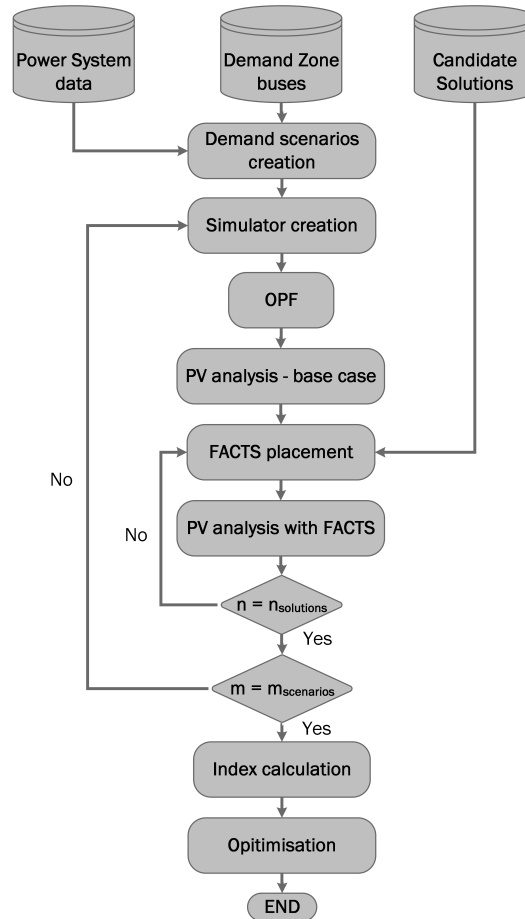 Power System
data
Demand Zone
buses
Candidate
Solutions
Demand scenarios
creation
Simulator creation
OPF
PV analysis - base case
FACTS placement
No
PV analysis with FACTS
No
n = nsolutions
Yes
m = mscenarios
Yes
Index calculation
Opitimisation
END